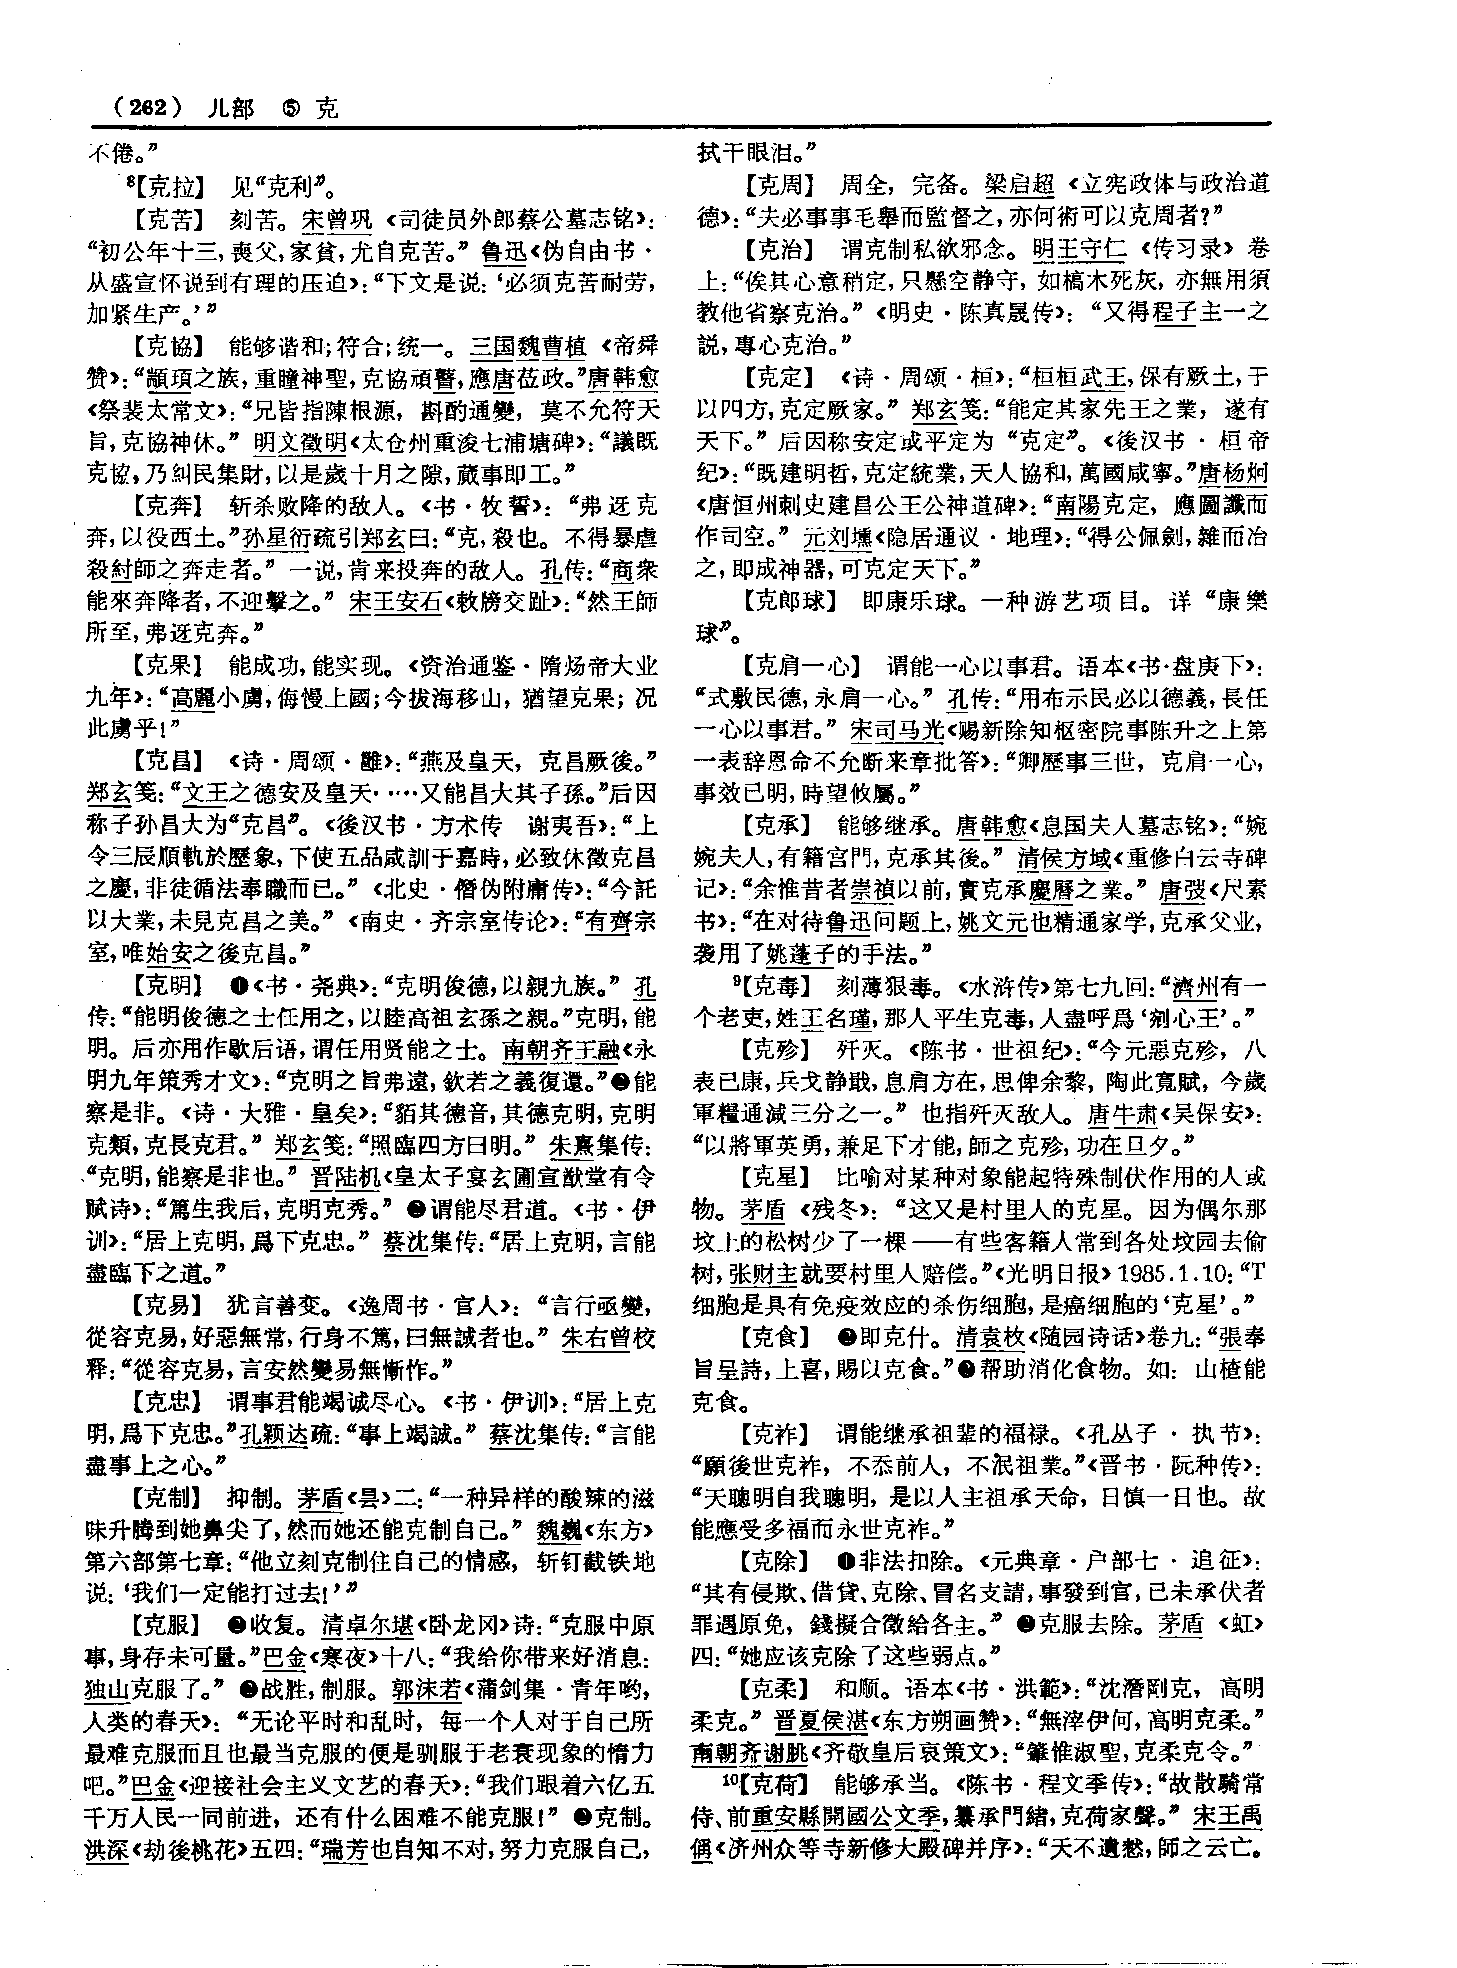 （262） 儿部 ⑤ 克
不倦。”
⁸【克拉】 见“克利”。
【克苦】 刻苦。宋曾巩《司徒员外郎蔡公墓志铭》：
“初公年十三，喪父，家貧，尤自克苦。”鲁迅《伪自由书·
从盛宣怀说到有理的压迫》：“下文是说：‘必须克苦耐劳，
加紧生产。’”
【克協】 能够谐和；符合；统一。三国魏曹植《帝舜
赞》：“顓頊之族，重瞳神聖，克協頑瞽，應唐莅政。”唐韩愈
《祭裴太常文》：“兄皆指陳根源，斟酌通變，莫不允符天
旨，克協神休。”明文徵明《太仓州重浚七浦塘碑》：“議既
克協，乃糾民集財，以是歲十月之隙，蕆事即工。”
【克奔】 斩杀败降的敌人。《书·牧誓》：“弗迓克
奔，以役西土。”孙星衍疏引郑玄曰：“克，殺也。不得暴虐
殺紂師之奔走者。”一说，肯来投奔的敌人。孔传：“商衆
能來奔降者，不迎擊之。”宋王安石《敕牓交趾》：“然王師
所至，弗迓克奔。”
【克果】 能成功，能实现。《资治通鉴·隋炀帝大业
九年》：“高麗小虜，侮慢上國；今拔海移山，猶望克果；况
此虜乎！”
【克昌】 《诗·周颂·雝》：“燕及皇天，克昌厥後。”
郑玄笺：“文王之德安及皇天……又能昌大其子孫。”后因
称子孙昌大为“克昌”。《後汉书·方术传 谢夷吾》：“上
令三辰順軌於歷象，下使五品咸訓于嘉時，必致休徵克昌
之慶，非徒循法奉職而已。”《北史·僭伪附庸传》：“今託
以大業，未見克昌之美。”《南史·齐宗室传论》：“有齊宗
室，唯始安之後克昌。”
【克明】 ❶《书·尧典》：“克明俊德，以親九族。”孔
传：“能明俊德之士任用之，以睦高祖玄孫之親。”克明，能
明。后亦用作歇后语，谓任用贤能之士。南朝齐王融《永
明九年策秀才文》：“克明之旨弗遠，欽若之義復還。”❷能
察是非。《诗·大雅·皇矣》：“貊其德音，其德克明，克明
克類，克長克君。”郑玄笺：“照臨四方曰明。”朱熹集传：
“克明，能察是非也。”晋陆机《皇太子宴玄圃宣猷堂有令
赋诗》：“篤生我后，克明克秀。”❸谓能尽君道。《书·伊
训》：“居上克明，爲下克忠。”蔡沈集传：“居上克明，言能
盡臨下之道。”
【克易】 犹言善变。《逸周书·官人》：“言行亟變，
從容克易，好惡無常，行身不篤，曰無誠者也。”朱右曾校
释：“從容克易，言安然變易無慚怍。”
【克忠】 谓事君能竭诚尽心。《书·伊训》：“居上克
明，爲下克忠。”孔颖达疏：“事上竭誠。”蔡沈集传：“言能
盡事上之心。”
【克制】 抑制。茅盾《昙》二：“一种异样的酸辣的滋
味升腾到她鼻尖了，然而她还能克制自己。”魏巍《东方》
第六部第七章：“他立刻克制住自己的情感，斩钉截铁地
说：‘我们一定能打过去！’”
【克服】 ❶收复。清卓尔堪《卧龙冈》诗：“克服中原
事，身存未可量。”巴金《寒夜》十八：“我给你带来好消息：
独山克服了。”❷战胜，制服。郭沫若《蒲剑集·青年哟，
人类的春天》：“无论平时和乱时，每一个人对于自己所
最难克服而且也最当克服的便是驯服于老衰现象的惰力
吧。”巴金《迎接社会主义文艺的春天》：“我们跟着六亿五
千万人民一同前进，还有什么困难不能克服！”❸克制。
洪深《劫後桃花》五四：“瑞芳也自知不对，努力克服自己，
拭干眼泪。”
【克周】 周全，完备。梁启超《立宪政体与政治道
德》：“夫必事事毛舉而監督之，亦何術可以克周者？”
【克治】 谓克制私欲邪念。明王守仁《传习录》卷
上：“俟其心意稍定，只懸空静守，如槁木死灰，亦無用須
教他省察克治。”《明史·陈真晟传》：“又得程子主一之
説，專心克治。”
【克定】 《诗·周颂·桓》：“桓桓武王，保有厥土，于
以四方，克定厥家。”郑玄笺：“能定其家先王之業，遂有
天下。”后因称安定或平定为“克定”。《後汉书·桓帝
纪》：“既建明哲，克定統業，天人協和，萬國咸寧。”唐杨炯
《唐恒州刺史建昌公王公神道碑》：“南陽克定，應圖讖而
作司空。”元刘壎《隐居通议·地理》：“得公佩劍，雜而冶
之，即成神器，可克定天下。”
【克郎球】 即康乐球。一种游艺项目。详“康樂
球”。
【克肩一心】 谓能一心以事君。语本《书·盘庚下》：
“式敷民德，永肩一心。”孔传：“用布示民必以德義，長任
一心以事君。”宋司马光《赐新除知枢密院事陈升之上第
一表辞恩命不允断来章批答》：“卿歷事三世，克肩一心，
事效已明，時望攸屬。”
【克承】 能够继承。唐韩愈《息国夫人墓志铭》：“婉
婉夫人，有籍宫門，克承其後。”清侯方域《重修白云寺碑
记》：“余惟昔者崇禎以前，實克承慶曆之業。”唐弢《尺素
书》：“在对待鲁迅问题上，姚文元也精通家学，克承父业，
袭用了姚蓬子的手法。”
⁹【克毒】 刻薄狠毒。《水浒传》第七九回：“濟州有一
个老吏，姓王名瑾，那人平生克毒，人盡呼爲‘剜心王’。”
【克殄】 歼灭。《陈书·世祖纪》：“今元惡克殄，八
表已康，兵戈静戢，息肩方在，思俾余黎，陶此寬賦，今歲
軍糧通減三分之一。”也指歼灭敌人。唐牛肃《吴保安》：
“以將軍英勇，兼足下才能，師之克殄，功在旦夕。”
【克星】 比喻对某种对象能起特殊制伏作用的人或
物。茅盾《残冬》：“这又是村里人的克星。因为偶尔那
坟上的松树少了一棵——有些客籍人常到各处坟园去偷
树，张财主就要村里人赔偿。”《光明日报》1985.1.10：“T
细胞是具有免疫效应的杀伤细胞，是癌细胞的‘克星’。”
【克食】 ❶即克什。清袁枚《随园诗话》卷九：“張奉
旨呈詩，上喜，賜以克食。”❷帮助消化食物。如：山楂能
克食。
【克祚】 谓能继承祖辈的福禄。《孔丛子·执节》：
“願後世克祚，不忝前人，不泯祖業。”《晋书·阮种传》：
“天聰明自我聰明，是以人主祖承天命，日慎一日也。故
能應受多福而永世克祚。”
【克除】 ❶非法扣除。《元典章·户部七·追征》：
“其有侵欺、借貸、克除、冒名支請，事發到官，已未承伏者
罪遇原免，錢擬合徵給各主。”❷克服去除。茅盾《虹》
四：“她应该克除了这些弱点。”
【克柔】 和顺。语本《书·洪範》：“沈潛剛克，高明
柔克。”晋夏侯湛《东方朔画赞》：“無滓伊何，高明克柔。”
南朝齐谢朓《齐敬皇后哀策文》：“肇惟淑聖，克柔克令。”
¹⁰【克荷】 能够承当。《陈书·程文季传》：“故散騎常
侍、前重安縣開國公文季，纂承門緒，克荷家聲。”宋王禹
偁《济州众等寺新修大殿碑并序》：“天不遺憖，師之云亡。